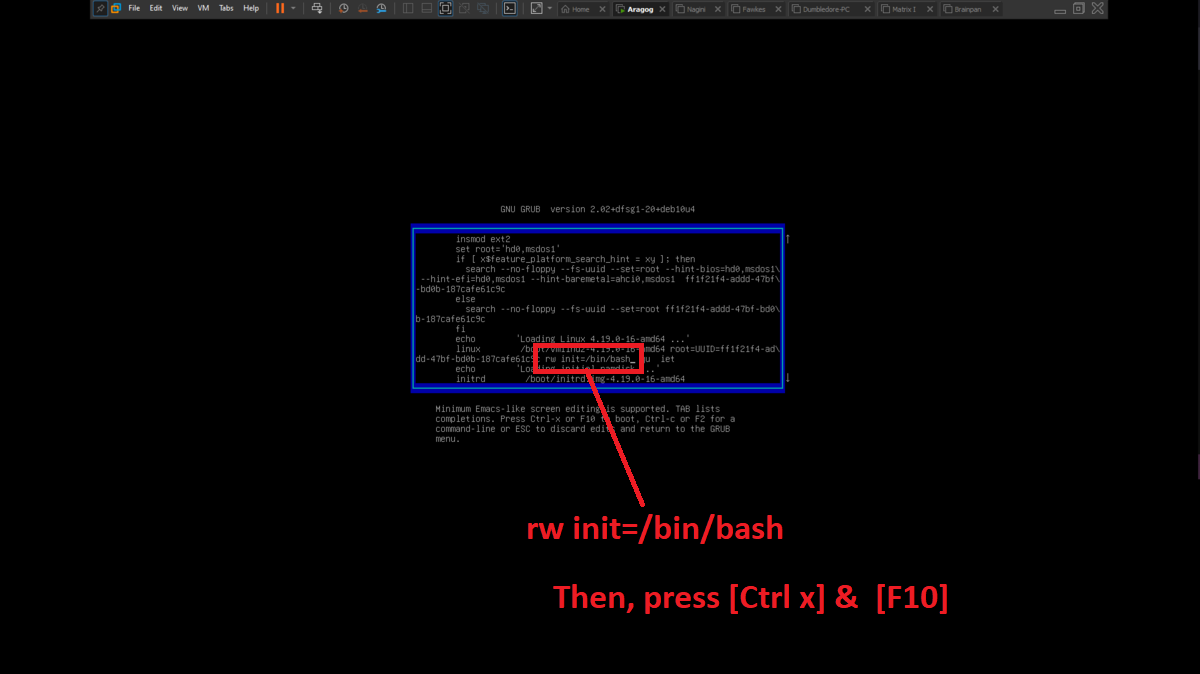 File Edit View VM Tabs Help Home Aragog Nagini Fawkes Dumbledore-PC Matrix I Brainpan
GNU GRUB version 2.02+dfsg1-20+deb10u4
insmod ext2
set root='hd0,msdos1'
if [ x$feature_platform_search_hint = xy ]; then
search --no-floppy --fs-uuid --set=root --hint-bios=hd0,msdos1\
--hint-efi=hd0,msdos1 --hint-baremetal=ahci0,msdos1 ff1f21f4-addd-47bf\
-bd0b-187cafe61c9c
else
search --no-floppy --fs-uuid --set=root ff1f21f4-addd-47bf-bd0\
b-187cafe61c9c
fi
echo 'Loading Linux 4.19.0-16-amd64 ...'
linux /boot/vmlinuz-4.19.0-16-amd64 root=UUID=ff1f21f4-ad\
dd-47bf-bd0b-187cafe61c9c rw init=/bin/bash_ iet
echo 'Loading initial ramdisk ...'
initrd /boot/initrd.img-4.19.0-16-amd64
Minimum Emacs-like screen editing is supported. TAB lists
completions. Press Ctrl-x or F10 to boot, Ctrl-c or F2 for a
command-line or ESC to discard edits and return to the GRUB
menu.
rw init=/bin/bash
Then, press [Ctrl x] & [F10]